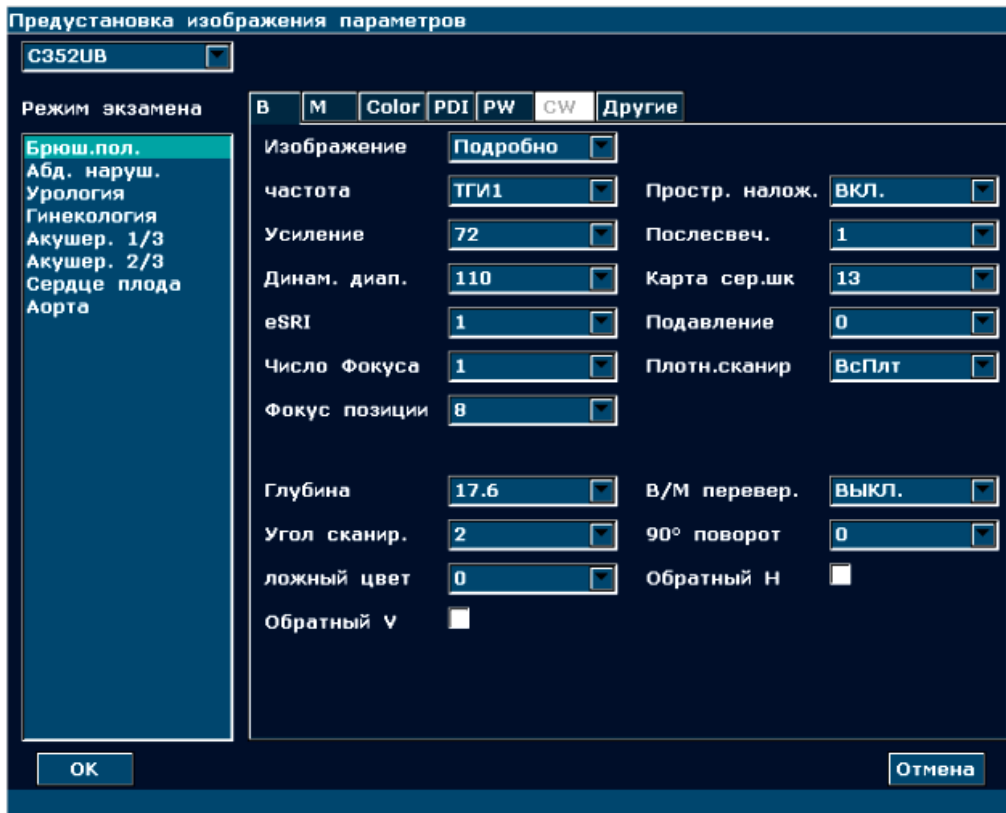 Предустановка изображения параметров
C352UB
Режим экзамена
B M Color PDI PW CW Другие
Брюш.пол.
Абд. наруш.
Урология
Гинекология
Акушер. 1/3
Акушер. 2/3
Сердце плода
Аорта
Изображение Подробно
частота ТГИ1 Простр. налож. ВКЛ.
Усиление 72 Послесвеч. 1
Динам. диап. 110 Карта сер.шк 13
eSRI 1 Подавление 0
Число Фокуса 1 Плотн.сканир ВсПлт
Фокус позиции 8
Глубина 17.6 B/M перевер. ВЫКЛ.
Угол сканир. 2 90° поворот 0
ложный цвет 0 Обратный H
Обратный V
OK Отмена